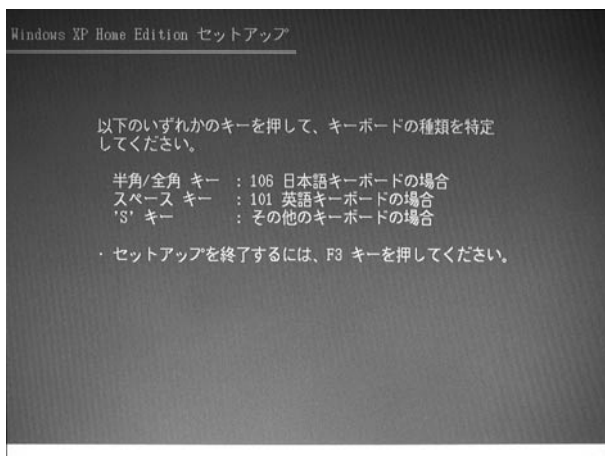 Windows XP Home Edition セットアップ
以下のいずれかのキーを押して、キーボードの種類を特定
してください。
半角/全角 キー : 106 日本語キーボードの場合
スペース キー : 101 英語キーボードの場合
'S' キー : その他のキーボードの場合
・ セットアップを終了するには、F3 キーを押してください。